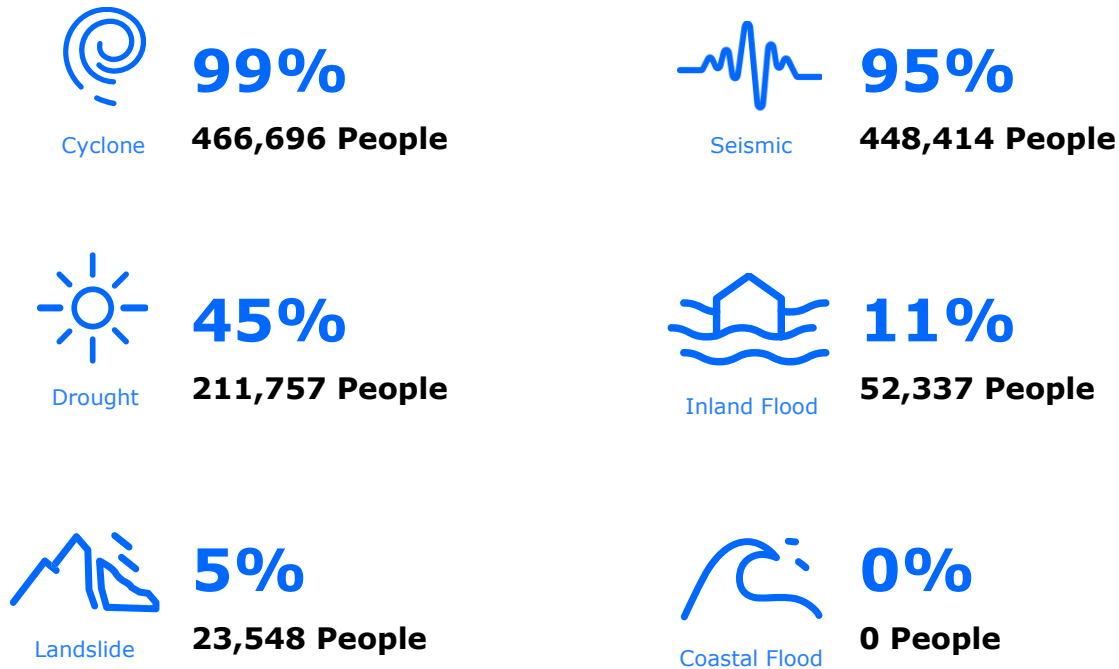 99%
466,696 People
Cyclone
95%
448,414 People
Seismic
45%
211,757 People
Drought
11%
52,337 People
Inland Flood
5%
23,548 People
Landslide
0%
0 People
Coastal Flood